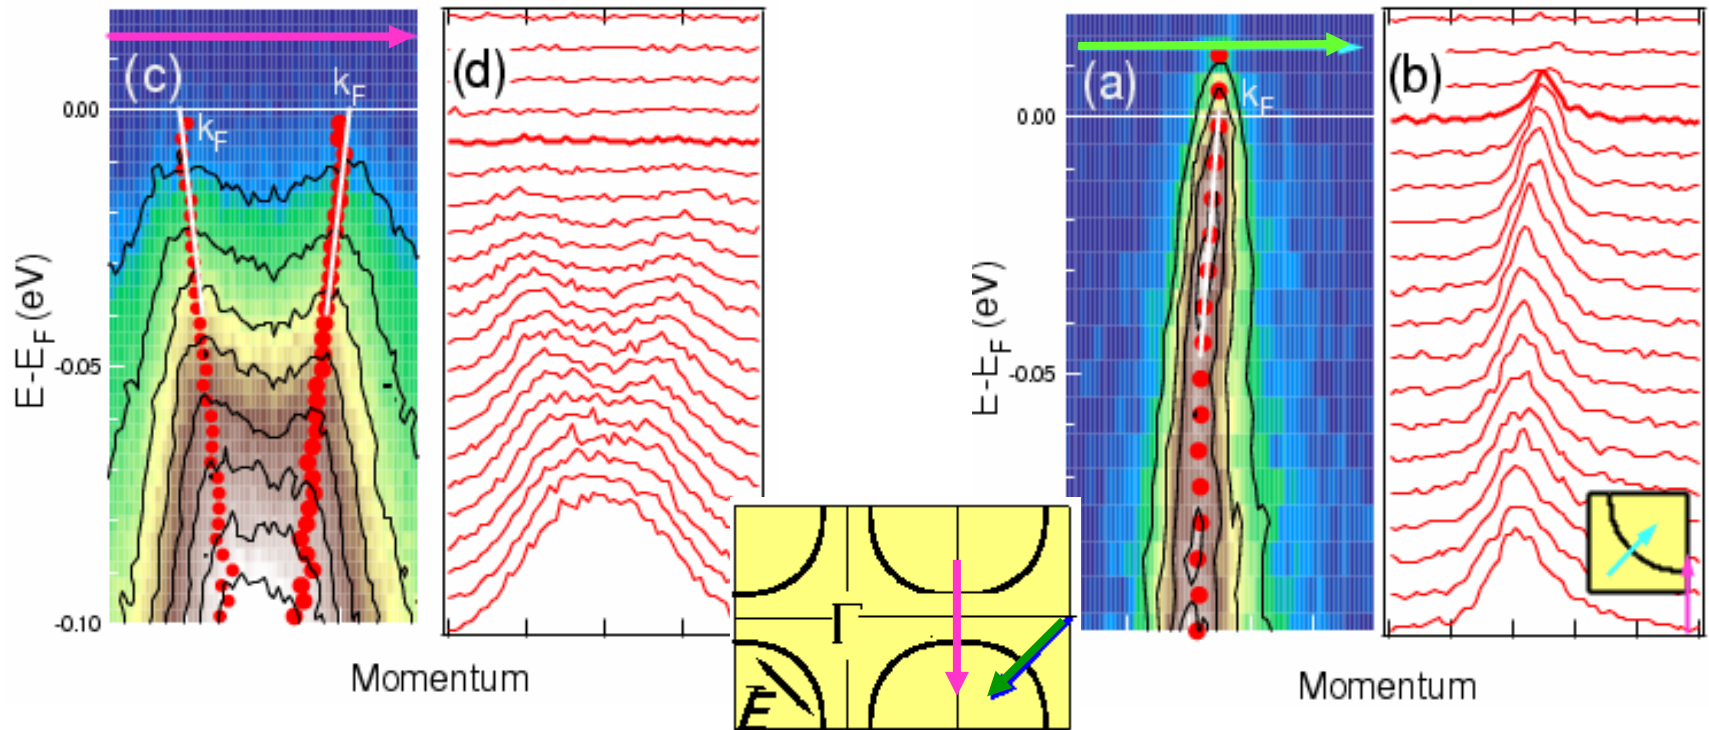 (c)
k_F
k_F
0.00
-0.05
-0.10
E-E_F (eV)
Momentum
(d)
Γ
E
(a)
k_F
0.00
-0.05
E-E_F (eV)
Momentum
(b)